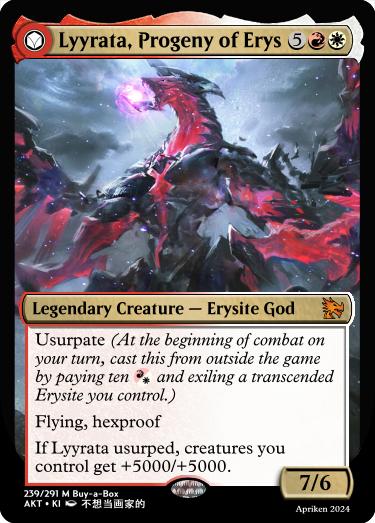 Lyyrata, Progeny of Erys 5
Legendary Creature — Erysite God
Usurpate (At the beginning of combat on
your turn, cast this from outside the game
by paying ten and exiling a transcended
Erysite you control.)
Flying, hexproof
If Lyyrata usurped, creatures you
control get +5000/+5000.
7/6
239/291 M Buy-a-Box
AKT • KI 不想当画家的
Apriken 2024